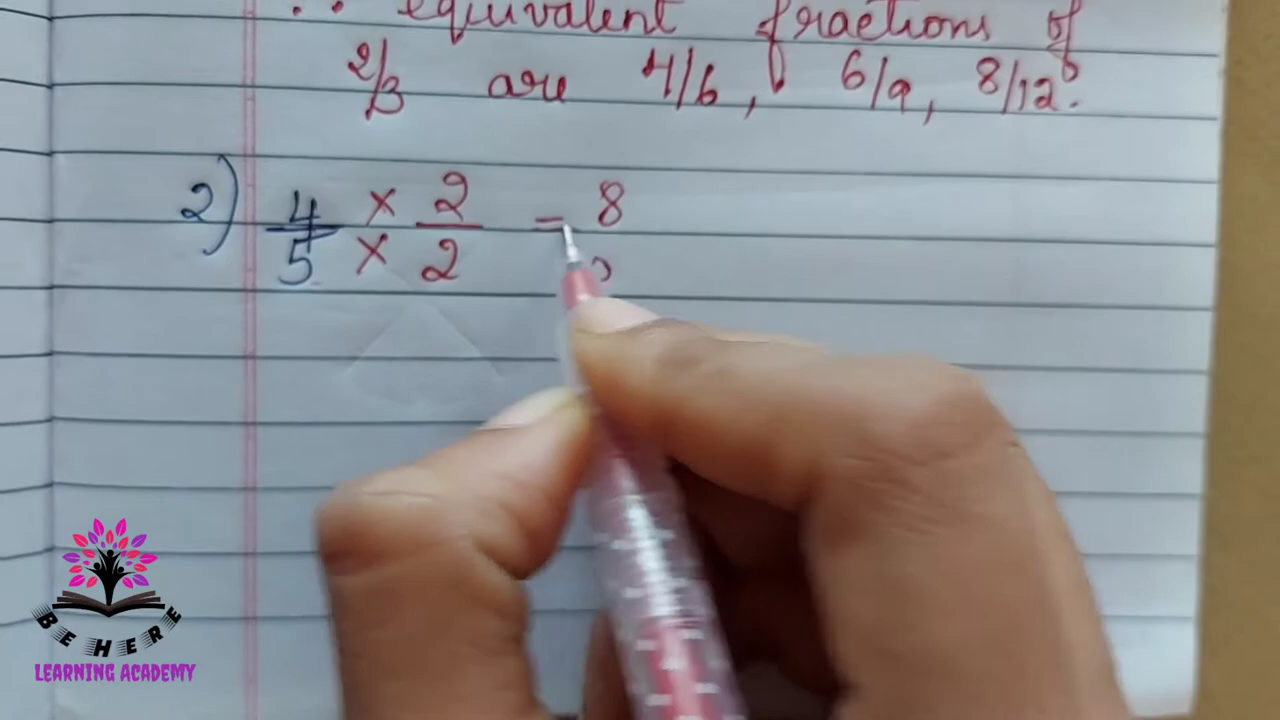 ∴ equivalent fractions of
2/3 are 4/6, 6/9, 8/12.
2) 4 × 2 = 8
5 × 2
BE HERE
LEARNING ACADEMY